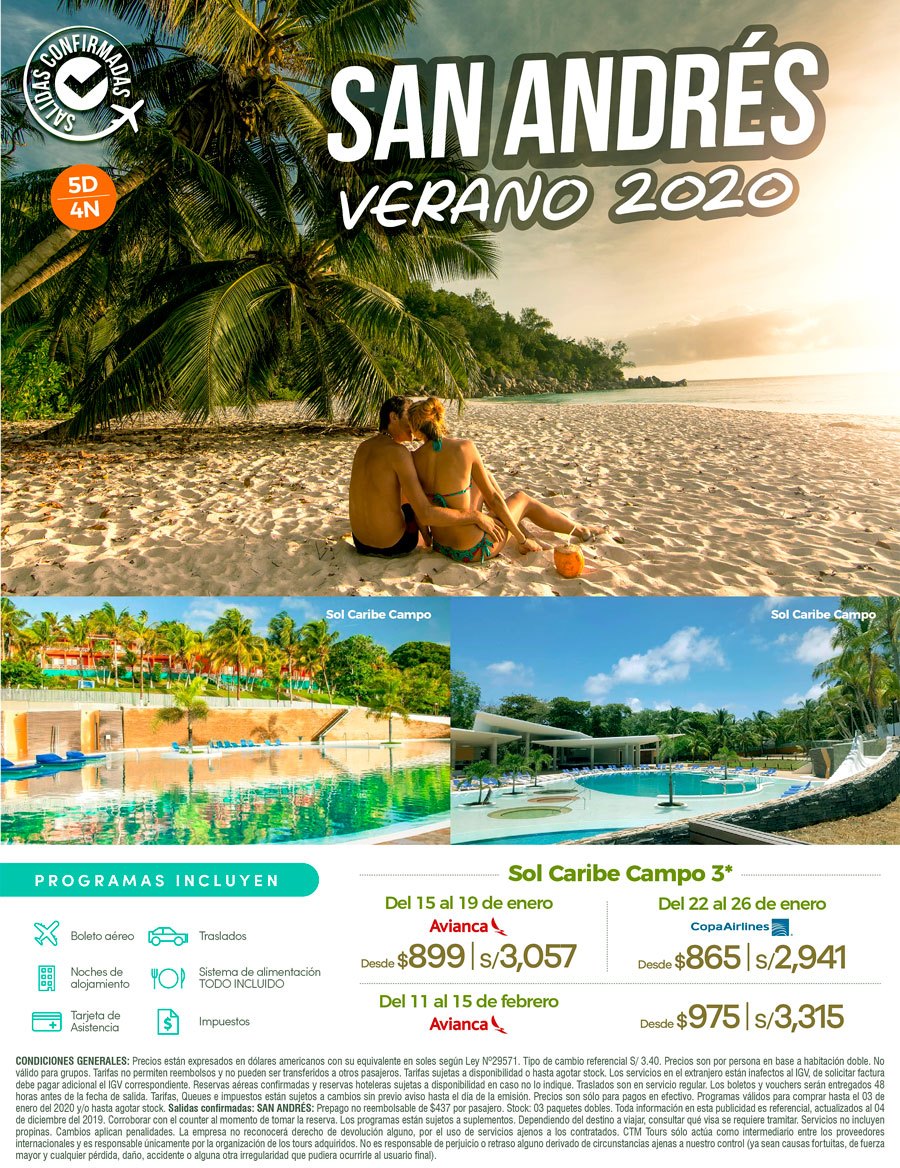 SALIDAS CONFIRMADAS
SAN ANDRÉS
VERANO 2020
5D
4N
Sol Caribe Campo
Sol Caribe Campo
PROGRAMAS INCLUYEN
Boleto aéreo
Traslados
Noches de
alojamiento
Sistema de alimentación
TODO INCLUIDO
Tarjeta de
Asistencia
Impuestos
Sol Caribe Campo 3*
Del 15 al 19 de enero
Avianca
Desde $899 | S/3,057
Del 22 al 26 de enero
CopaAirlines
Desde $865 | S/2,941
Del 11 al 15 de febrero
Avianca
Desde $975 | S/3,315
CONDICIONES GENERALES: Precios están expresados en dólares americanos con su equivalente en soles según Ley Nº29571. Tipo de cambio referencial S/ 3.40. Precios son por persona en base a habitación doble. No
válido para grupos. Tarifas no permiten reembolsos y no pueden ser transferidos a otros pasajeros. Tarifas sujetas a disponibilidad o hasta agotar stock. Los servicios en el extranjero están inafectos al IGV, de solicitar factura
debe pagar adicional el IGV correspondiente. Reservas aéreas confirmadas y reservas hoteleras sujetas a disponibilidad en caso no lo indique. Traslados son en servicio regular. Los boletos y vouchers serán entregados 48
horas antes de la fecha de salida. Tarifas, Queues e impuestos están sujetos a cambios sin previo aviso hasta el día de la emisión. Precios son sólo para pagos en efectivo. Programas válidos para comprar hasta el 03 de
enero del 2020 y/o hasta agotar stock. Salidas confirmadas: SAN ANDRÉS: Prepago no reembolsable de $437 por pasajero. Stock: 03 paquetes dobles. Toda información en esta publicidad es referencial, actualizados al 04
de diciembre del 2019. Corroborar con el counter al momento de tomar la reserva. Los programas están sujetos a suplementos. Dependiendo del destino a viajar, consultar qué visa se requiere tramitar. Servicios no incluyen
propinas. Cambios aplican penalidades. La empresa no reconocerá derecho de devolución alguno, por el uso de servicios ajenos a los contratados. CTM Tours sólo actúa como intermediario entre los proveedores
internacionales y es responsable únicamente por la organización de los tours adquiridos. No es responsable de perjuicio o retraso alguno derivado de circunstancias ajenas a nuestro control (ya sean causas fortuitas, de fuerza
mayor y cualquier pérdida, daño, accidente o alguna otra irregularidad que pudiera ocurrirle al usuario final).